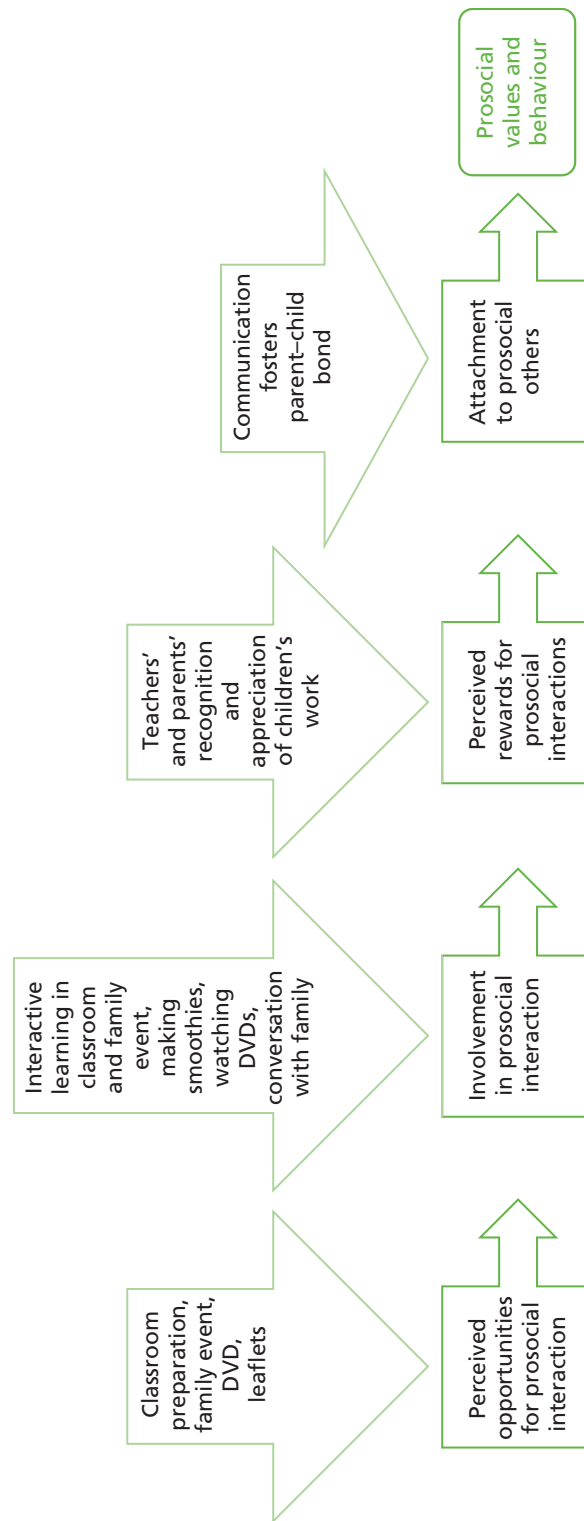 Classroom
preparation,
family event,
DVD,
leaflets
Interactive
learning in
classroom
and family
event,
making
smoothies,
watching
DVDs,
conversation
with family
Teachers’
and parents’
recognition
and
appreciation
of children’s
work
Communication
fosters
parent–child
bond
Perceived
opportunities
for prosocial
interaction
Involvement
in prosocial
interaction
Perceived
rewards for
prosocial
interactions
Attachment
to prosocial
others
Prosocial
values and
behaviour